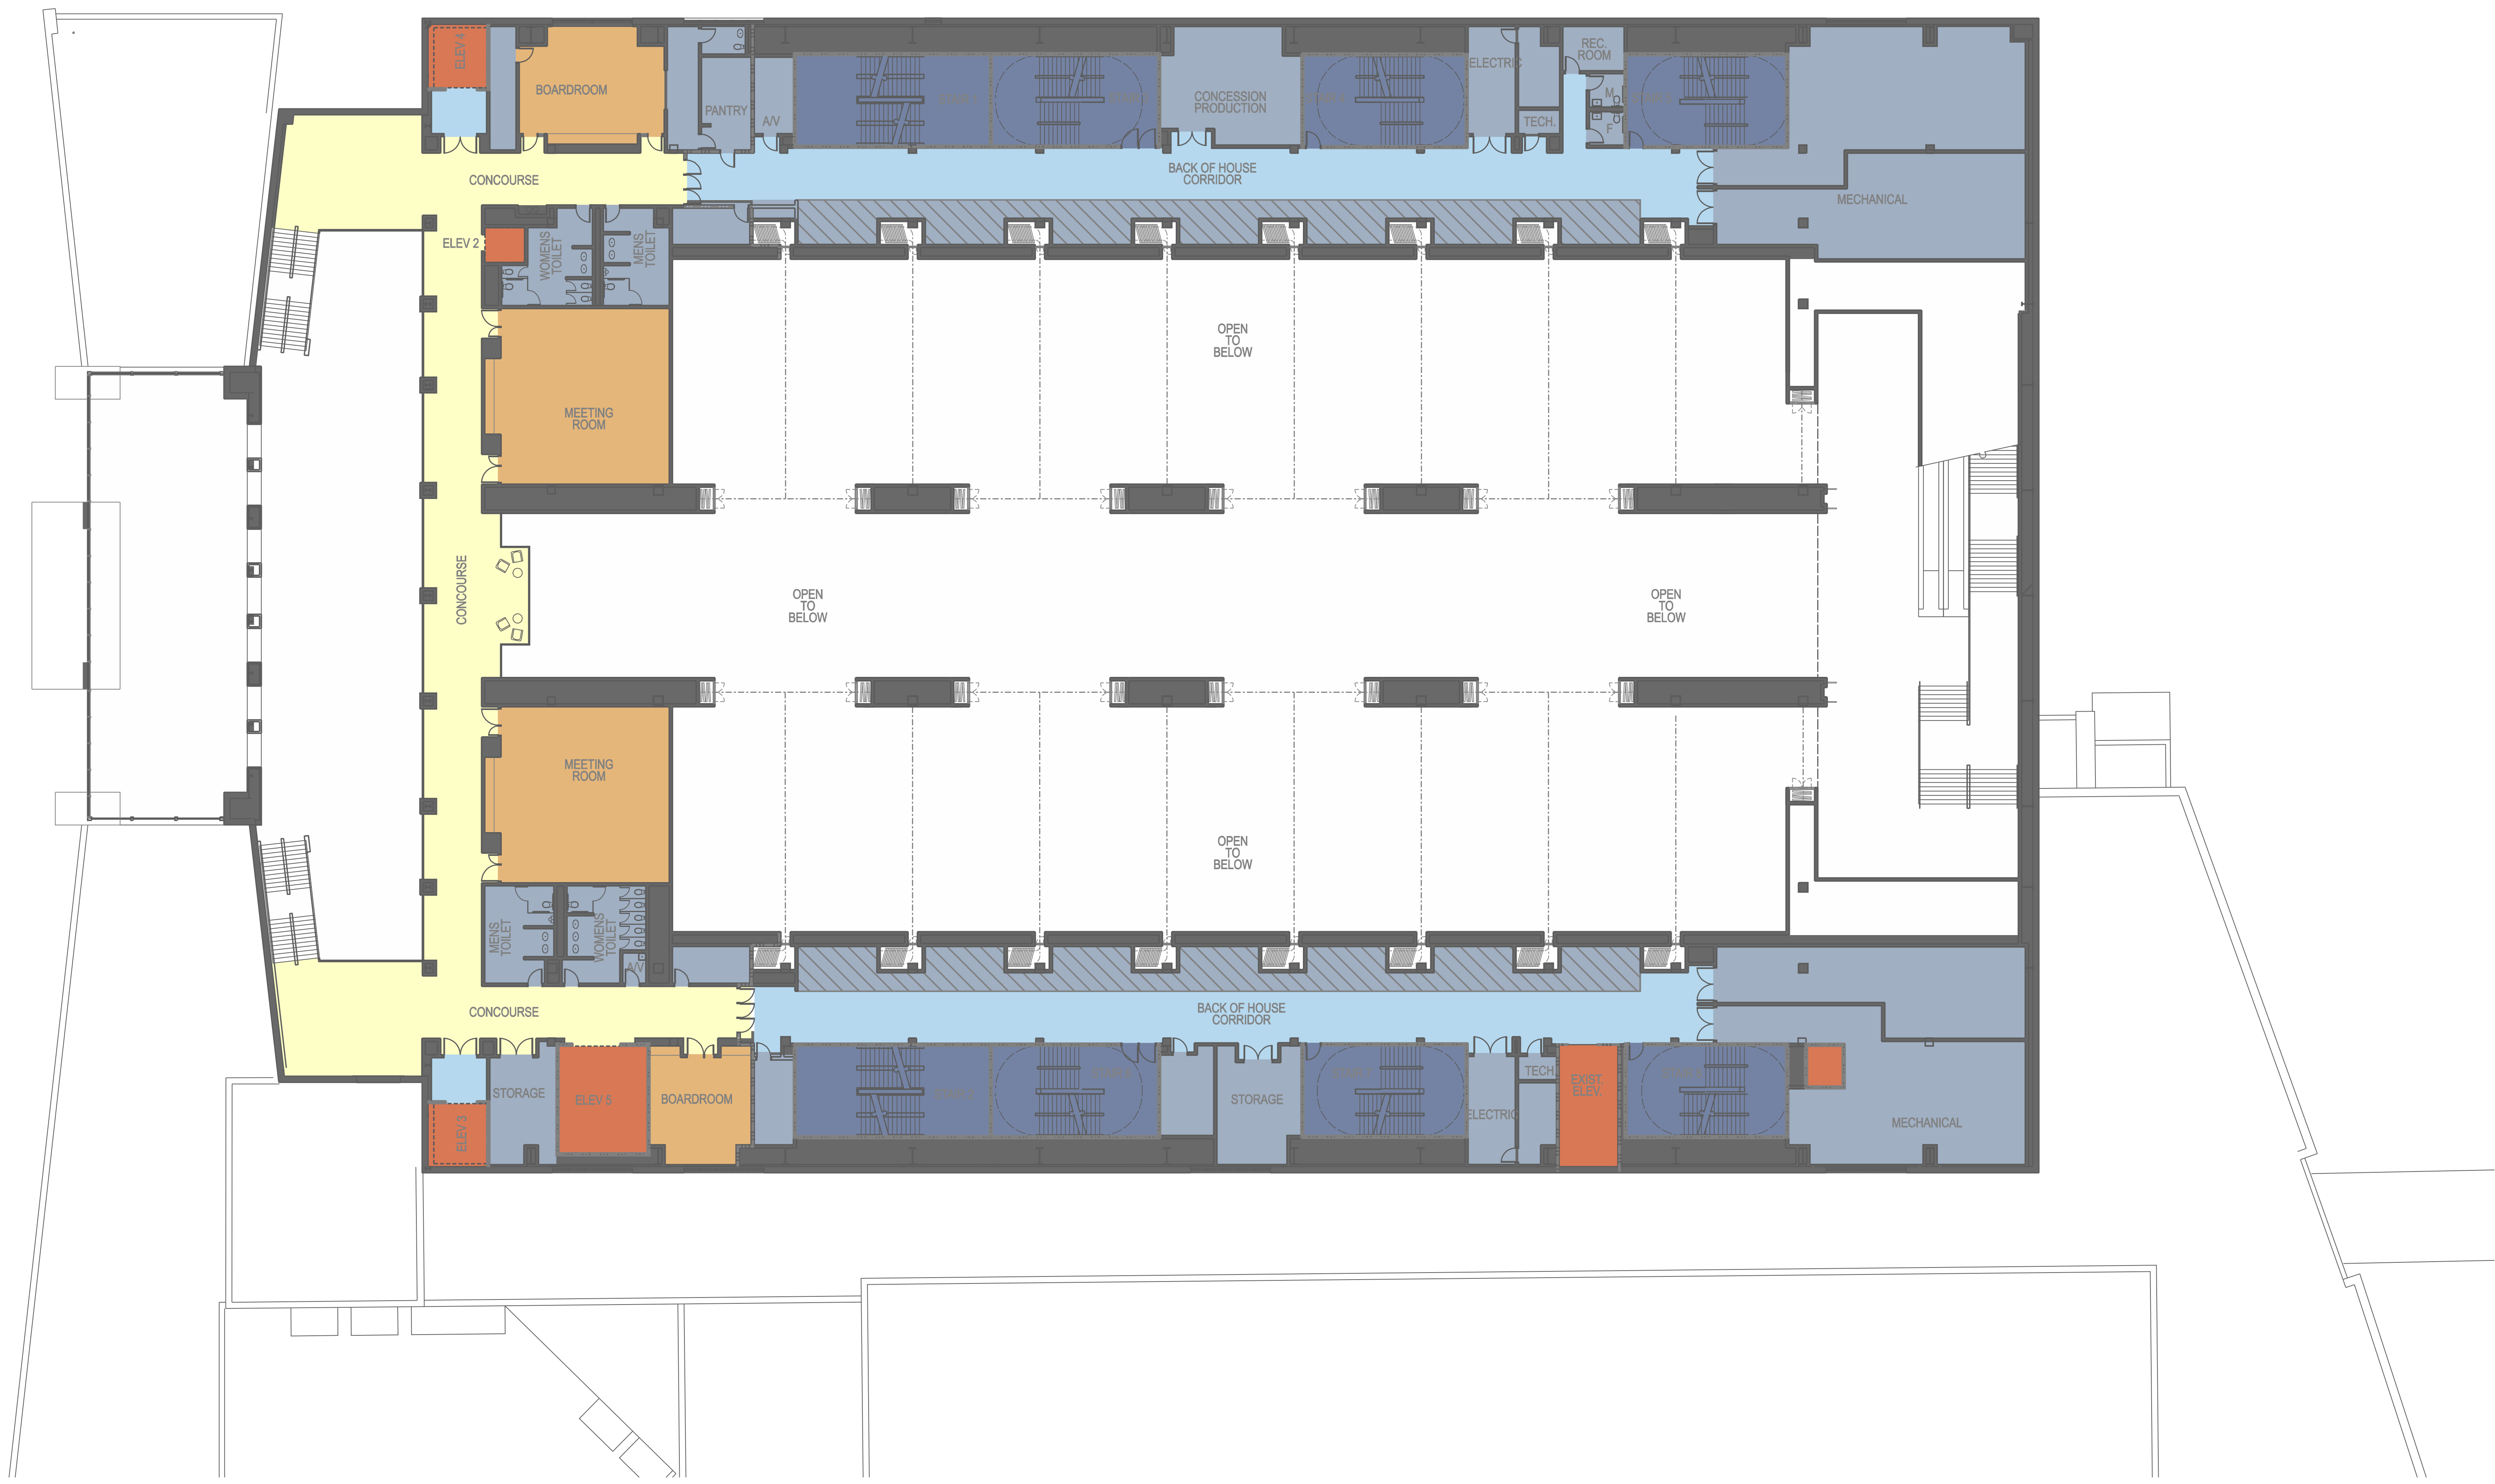 ELEV 4
BOARDROOM
PANTRY
A/V
CONCESSION
PRODUCTION
ELECTRIC
TECH.
REC.
ROOM
M
F
CONCOURSE
BACK OF HOUSE
CORRIDOR
MECHANICAL
ELEV 2
WOMENS
TOILET
MENS
TOILET
OPEN
TO
BELOW
MEETING
ROOM
CONCOURSE
OPEN
TO
BELOW
OPEN
TO
BELOW
MEETING
ROOM
OPEN
TO
BELOW
MENS
TOILET
WOMENS
TOILET
A/V
CONCOURSE
BACK OF HOUSE
CORRIDOR
ELEV 3
STORAGE
ELEV 5
BOARDROOM
STORAGE
ELECTRIC
TECH.
EXIST.
ELEV.
MECHANICAL